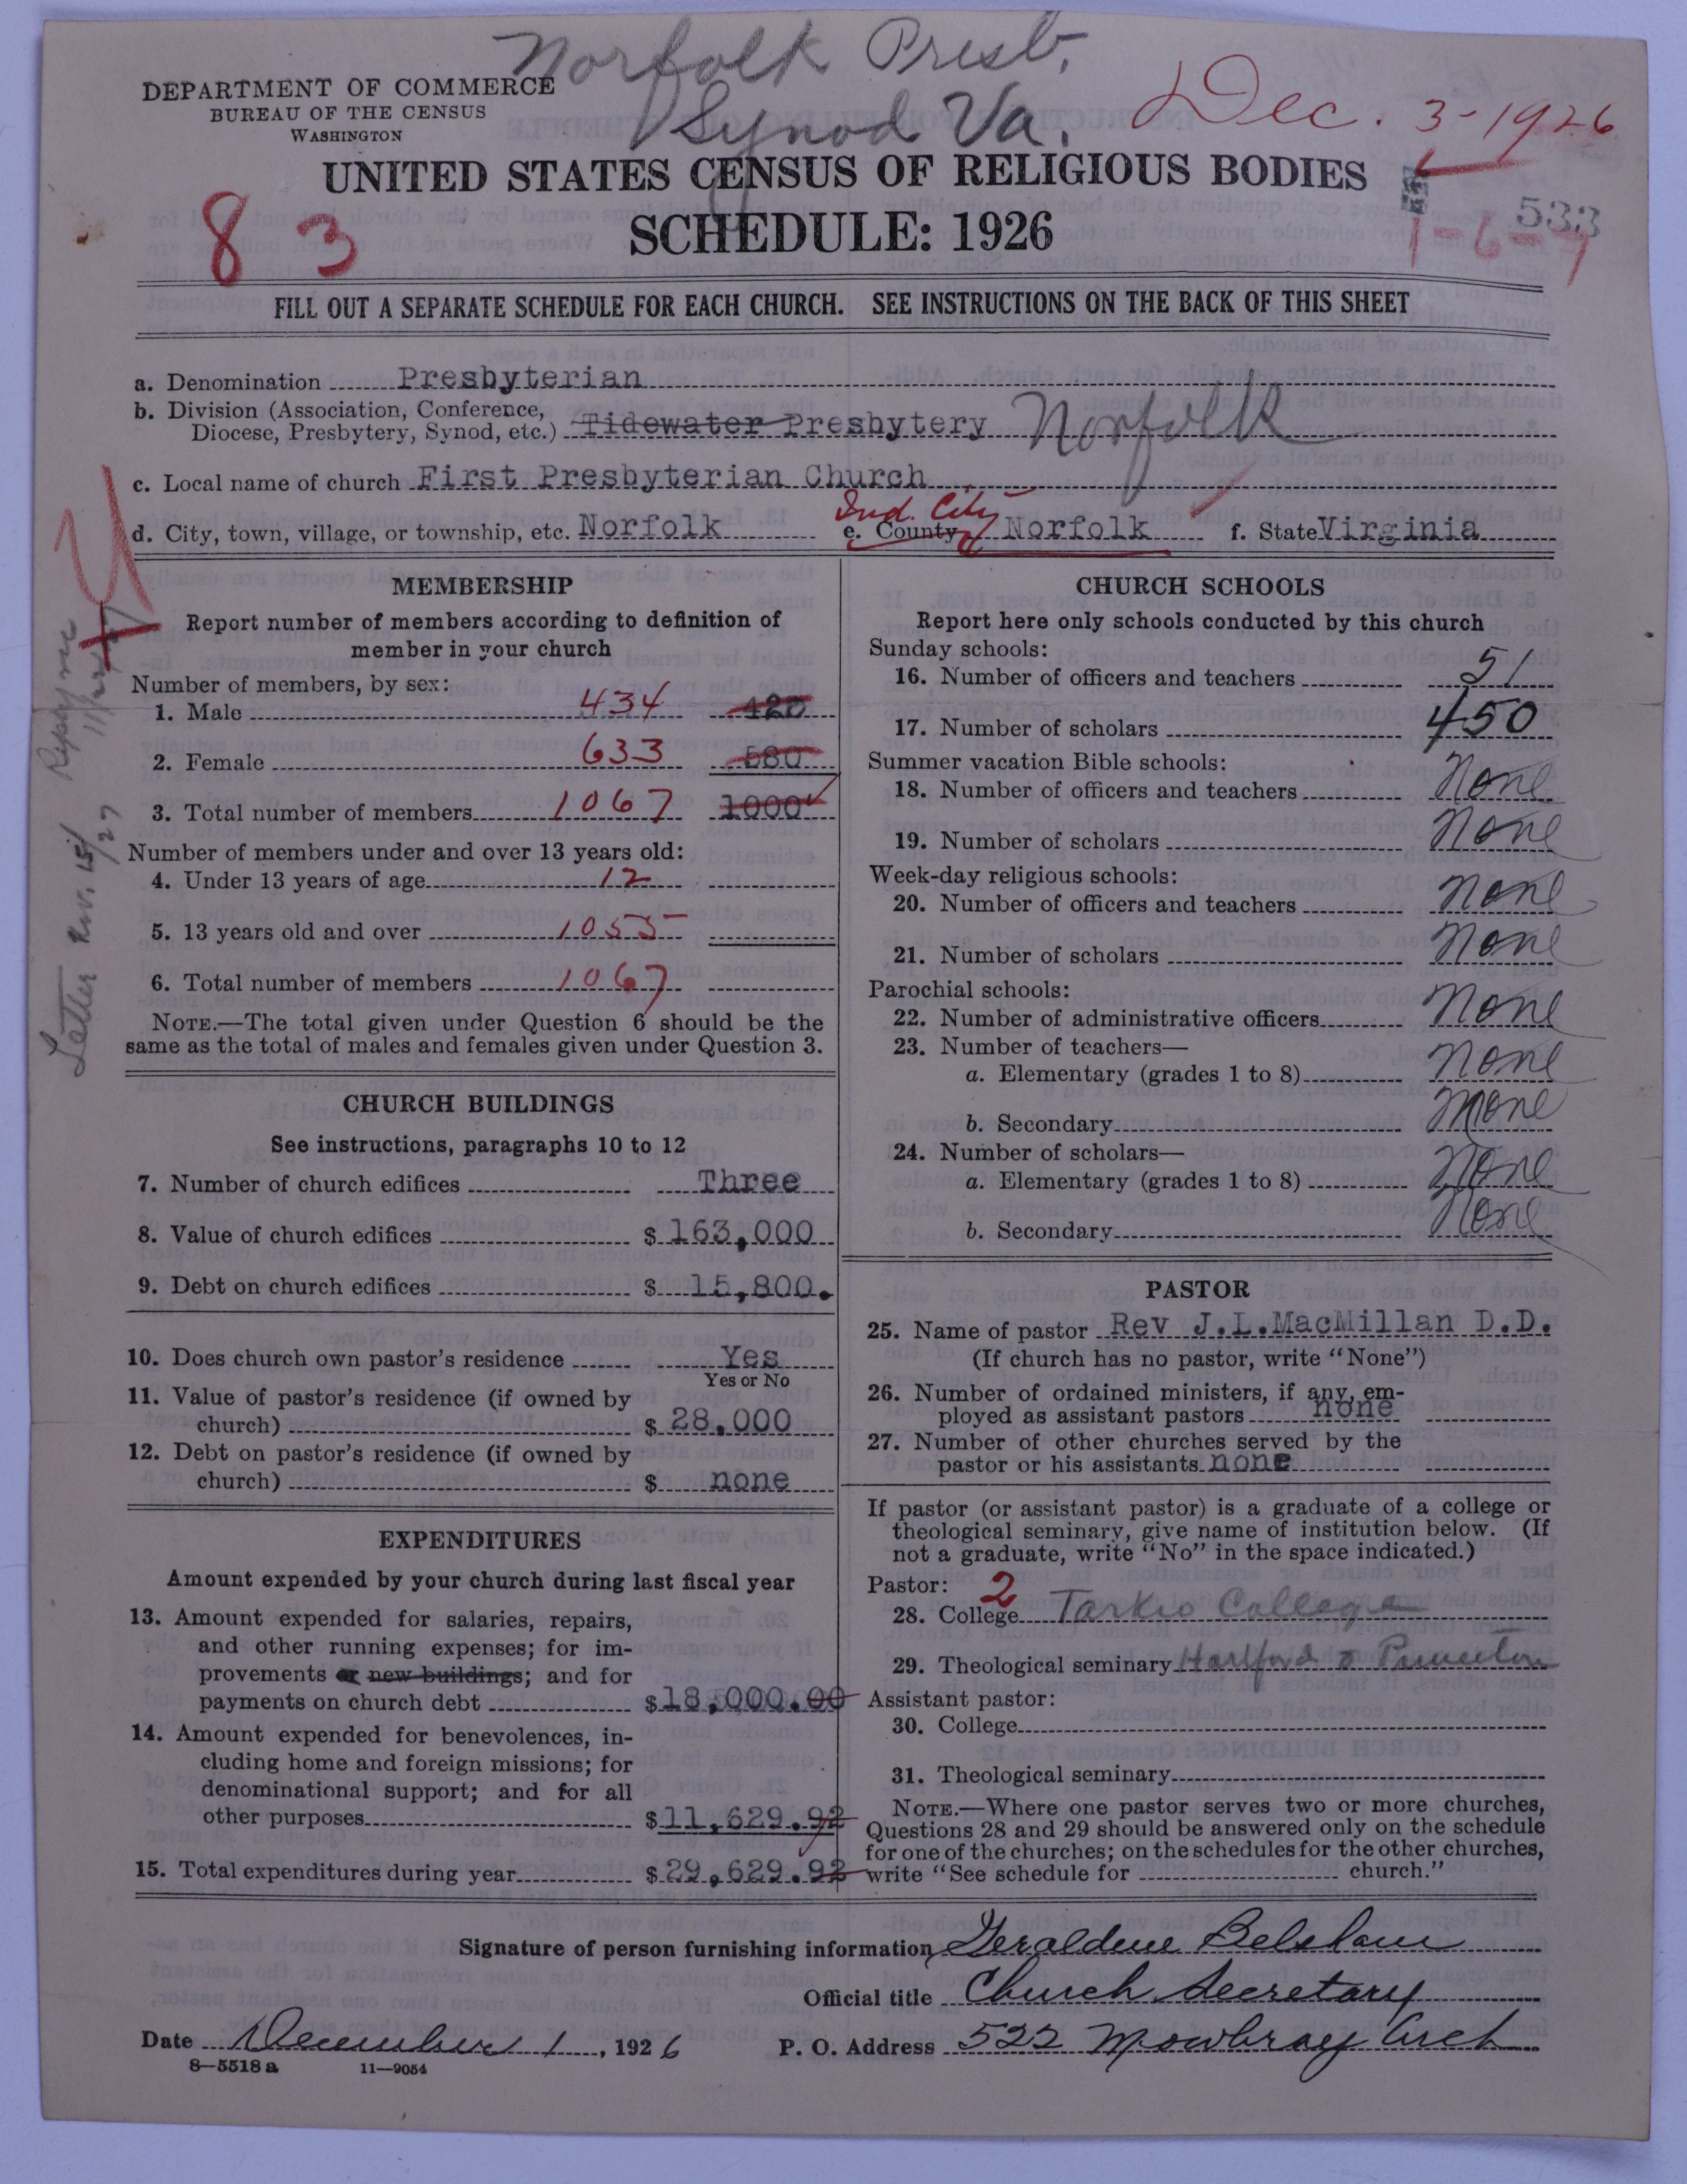 Norfolk Presb.
Synod Va.
Dec. 3-1926
DEPARTMENT OF COMMERCE
BUREAU OF THE CENSUS
WASHINGTON
UNITED STATES CENSUS OF RELIGIOUS BODIES
SCHEDULE: 1926
83
533
1-6-7
FILL OUT A SEPARATE SCHEDULE FOR EACH CHURCH. SEE INSTRUCTIONS ON THE BACK OF THIS SHEET
a. Denomination Presbyterian
b. Division (Association, Conference,
Diocese, Presbytery, Synod, etc.) Tidewater Presbytery Norfolk
c. Local name of church First Presbyterian Church
Ind. City
d. City, town, village, or township, etc. Norfolk e. County Norfolk f. State Virginia
MEMBERSHIP
Report number of members according to definition of
member in your church
Number of members, by sex:
1. Male 434 420
2. Female 633 580
3. Total number of members 1067 1000
Number of members under and over 13 years old:
4. Under 13 years of age 12
5. 13 years old and over 1055
6. Total number of members 1067
NOTE.—The total given under Question 6 should be the
same as the total of males and females given under Question 3.
Letter
CHURCH BUILDINGS
See instructions, paragraphs 10 to 12
7. Number of church edifices Three
8. Value of church edifices $ 163,000
9. Debt on church edifices $ 15,800.
10. Does church own pastor's residence Yes
Yes or No
11. Value of pastor's residence (if owned by
church) $ 28,000
12. Debt on pastor's residence (if owned by
church) $ none
EXPENDITURES
Amount expended by your church during last fiscal year
13. Amount expended for salaries, repairs,
and other running expenses; for im-
provements or new buildings; and for
payments on church debt $ 18,000.00
14. Amount expended for benevolences, in-
cluding home and foreign missions; for
denominational support; and for all
other purposes $ 11,629.92
15. Total expenditures during year $ 29,629.92
CHURCH SCHOOLS
Report here only schools conducted by this church
Sunday schools:
16. Number of officers and teachers 51
17. Number of scholars 450
Summer vacation Bible schools:
18. Number of officers and teachers None
19. Number of scholars None
Week-day religious schools:
20. Number of officers and teachers None
21. Number of scholars None
Parochial schools:
22. Number of administrative officers None
23. Number of teachers—
a. Elementary (grades 1 to 8) None
b. Secondary None
24. Number of scholars—
a. Elementary (grades 1 to 8) None
b. Secondary None
PASTOR
25. Name of pastor Rev J.L.MacMillan D.D.
(If church has no pastor, write "None")
26. Number of ordained ministers, if any, em-
ployed as assistant pastors none
27. Number of other churches served by the
pastor or his assistants none
If pastor (or assistant pastor) is a graduate of a college or
theological seminary, give name of institution below. (If
not a graduate, write "No" in the space indicated.)
Pastor: 2
28. College Tarkio College
29. Theological seminary Hartford & Princeton
Assistant pastor:
30. College
31. Theological seminary
NOTE.—Where one pastor serves two or more churches,
Questions 28 and 29 should be answered only on the schedule
for one of the churches; on the schedules for the other churches,
write "See schedule for church."
Signature of person furnishing information Geraldine Belsham
Official title Church Secretary
Date December 1, 1926 P. O. Address 522 Mowbray Arch
8—5518 a 11—9054